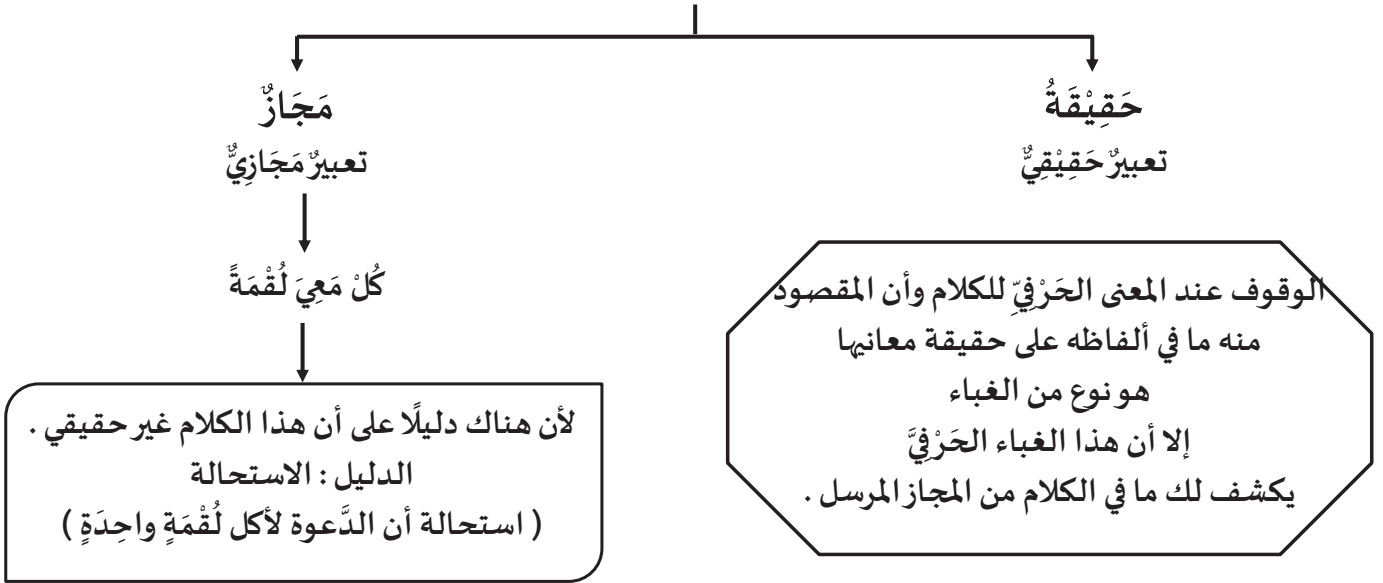 حَقِيْقَةُ
تعبيرٌ حَقِيْقِيٌّ
الوقوف عند المعنى الحَرْفِيِّ للكلام وأن المقصود
منه ما في ألفاظه على حقيقة معانيها
هو نوع من الغباء
إلا أن هذا الغباء الحَرْفِيَّ
يكشف لك ما في الكلام من المجاز المرسل .
مَجَازٌ
تعبيرٌ مَجَازِيٌّ
كُلْ مَعِيَ لُقْمَةً
لأن هناك دليلًا على أن هذا الكلام غير حقيقي .
الدليل : الاستحالة
( استحالة أن الدَّعوة لأكل لُقْمَةٍ واحِدَةٍ )